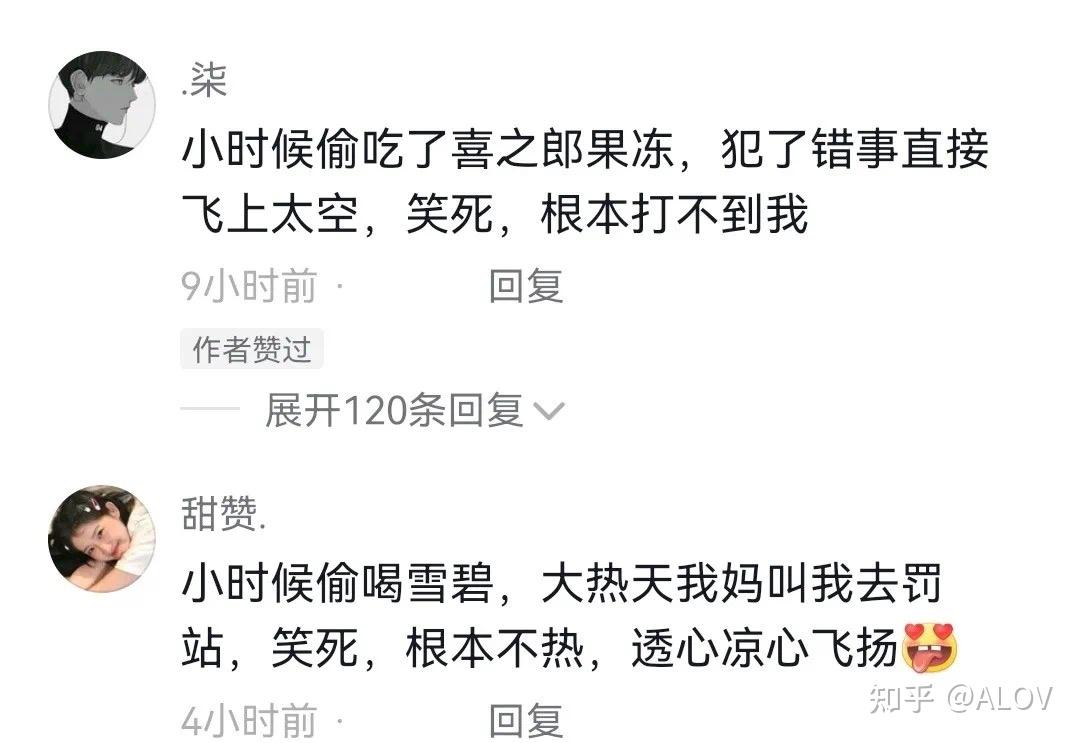 .柒
小时候偷吃了喜之郎果冻，犯了错事直接
飞上太空，笑死，根本打不到我
9小时前 · 回复
作者赞过
展开120条回复
甜赞.
小时候偷喝雪碧，大热天我妈叫我去罚
站，笑死，根本不热，透心凉心飞扬😍
4小时前 · 回复
知乎 @ALOV